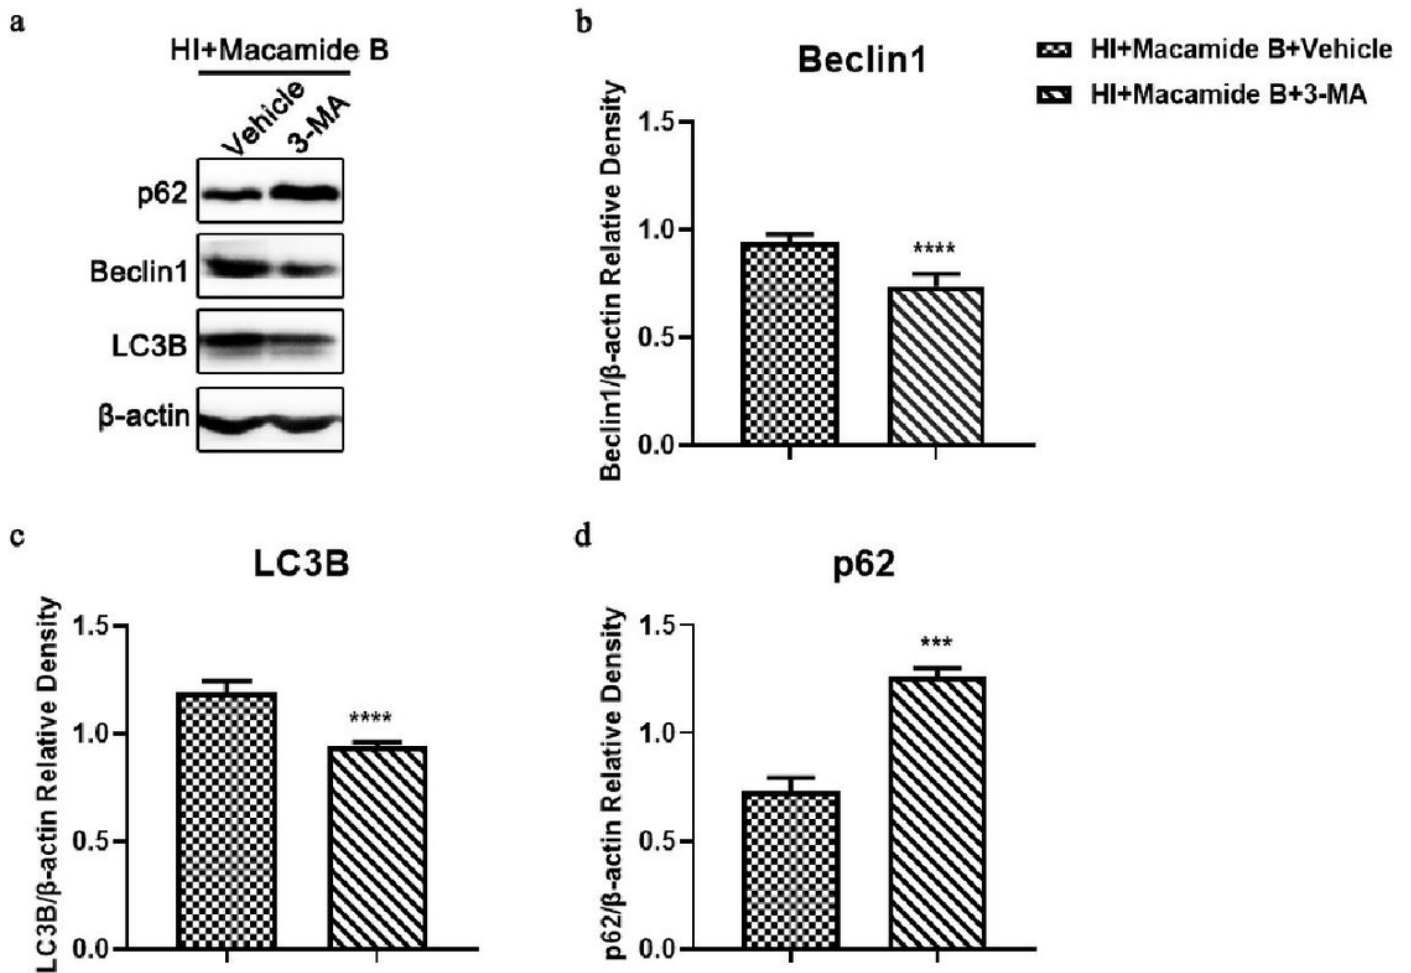 a
HI+Macamide B
Vehicle
3-MA
p62
Beclin1
LC3B
β-actin
b
Beclin1
HI+Macamide B+Vehicle
HI+Macamide B+3-MA
Beclin1/β-actin Relative Density
1.5
1.0
0.5
0.0
****
c
LC3B
LC3B/β-actin Relative Density
1.5
1.0
0.5
0.0
****
d
p62
p62/β-actin Relative Density
1.5
1.0
0.5
0.0
***